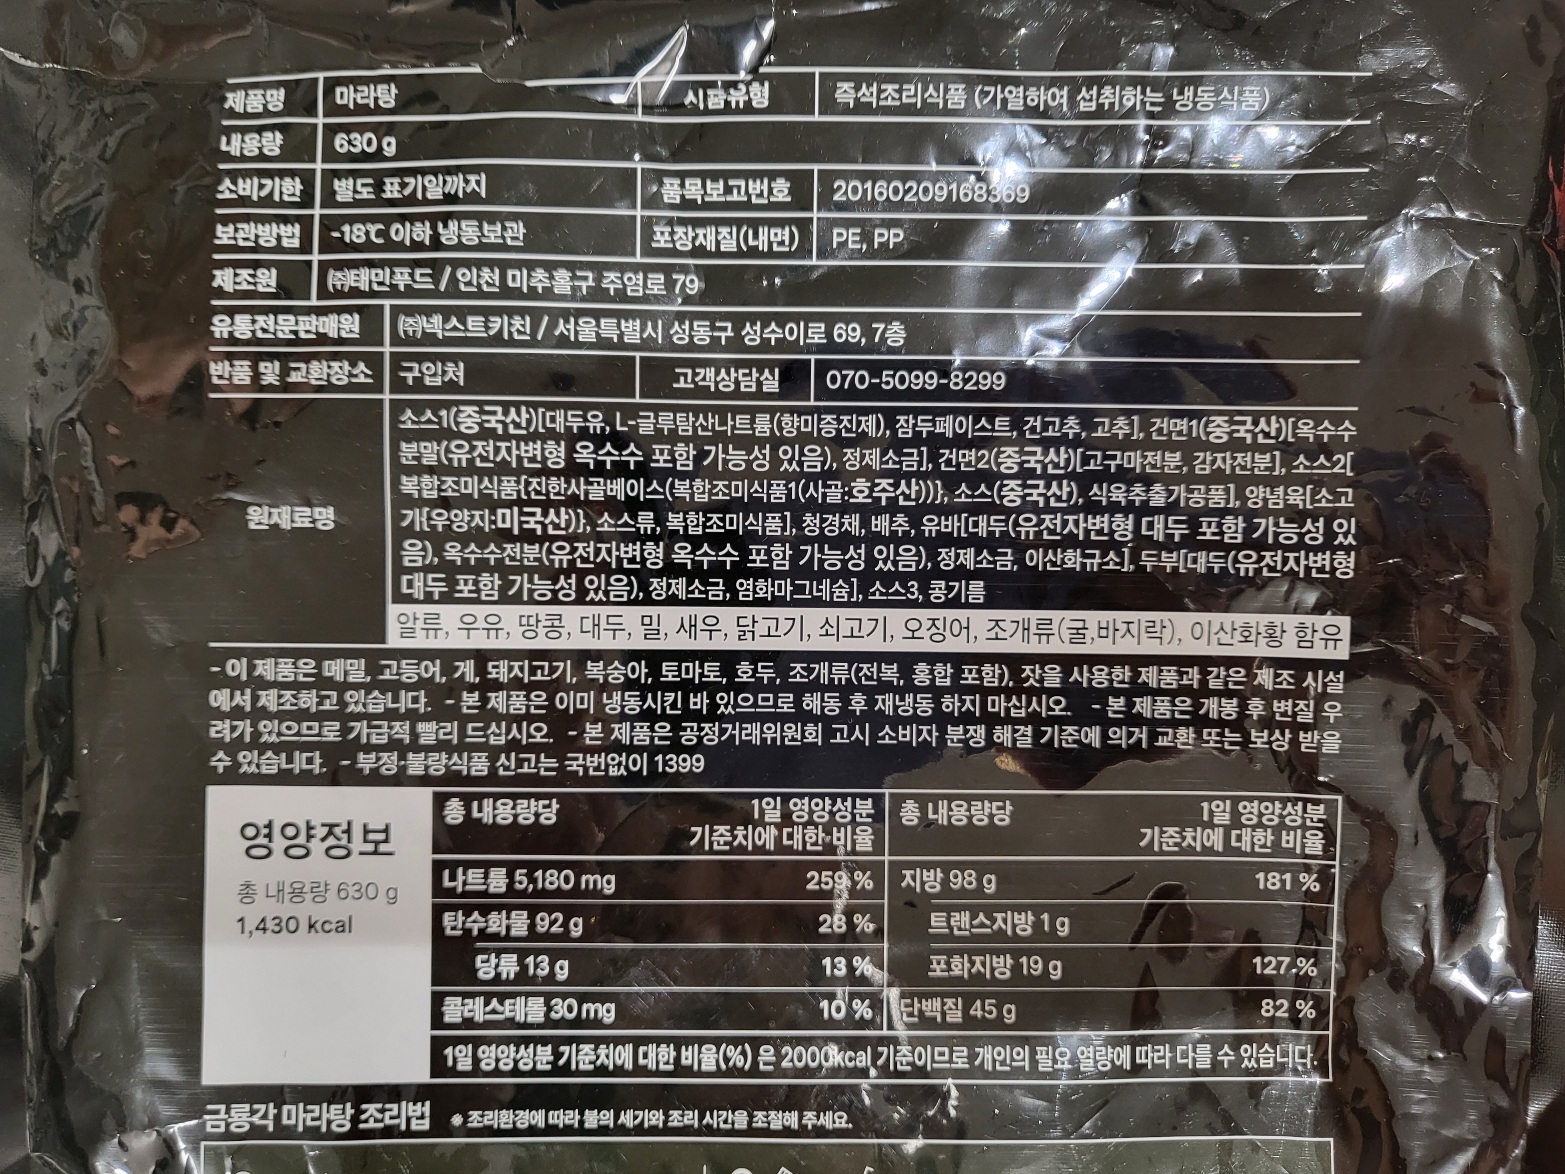 제품명 마라탕 식품유형 즉석조리식품 (가열하여 섭취하는 냉동식품)
내용량 630 g
소비기한 별도 표기일까지 품목보고번호 20160209168369
보관방법 -18℃ 이하 냉동보관 포장재질(내면) PE, PP
제조원 ㈜태민푸드 / 인천 미추홀구 주염로 79
유통전문판매원 ㈜넥스트키친 / 서울특별시 성동구 성수이로 69, 7층
반품 및 교환장소 구입처 고객상담실 070-5099-8299
원재료명
소스1(중국산)[대두유, L-글루탐산나트륨(향미증진제), 잠두페이스트, 건고추, 고추], 건면1(중국산)[옥수수
분말(유전자변형 옥수수 포함 가능성 있음), 정제소금], 건면2(중국산)[고구마전분, 감자전분], 소스2[
복합조미식품{진한사골베이스(복합조미식품1(사골:호주산))}, 소스(중국산), 식육추출가공품], 양념육[소고
기{우양지:미국산)}, 소스류, 복합조미식품], 청경채, 배추, 유바[대두(유전자변형 대두 포함 가능성 있
음), 옥수수전분(유전자변형 옥수수 포함 가능성 있음), 정제소금, 이산화규소], 두부[대두(유전자변형
대두 포함 가능성 있음), 정제소금, 염화마그네슘], 소스3, 콩기름
알류, 우유, 땅콩, 대두, 밀, 새우, 닭고기, 쇠고기, 오징어, 조개류(굴,바지락), 이산화황 함유
- 이 제품은 메밀, 고등어, 게, 돼지고기, 복숭아, 토마토, 호두, 조개류(전복, 홍합 포함), 잣을 사용한 제품과 같은 제조 시설
에서 제조하고 있습니다. - 본 제품은 이미 냉동시킨 바 있으므로 해동 후 재냉동 하지 마십시오. - 본 제품은 개봉 후 변질 우
려가 있으므로 가급적 빨리 드십시오. - 본 제품은 공정거래위원회 고시 소비자 분쟁 해결 기준에 의거 교환 또는 보상 받을
수 있습니다. - 부정·불량식품 신고는 국번없이 1399
영양정보
총 내용량 630 g
1,430 kcal
총 내용량당 1일 영양성분 총 내용량당 1일 영양성분
기준치에 대한 비율 기준치에 대한 비율
나트륨 5,180 mg 259 % 지방 98 g 181 %
탄수화물 92 g 28 % 트랜스지방 1 g
당류 13 g 13 % 포화지방 19 g 127 %
콜레스테롤 30 mg 10 % 단백질 45 g 82 %
1일 영양성분 기준치에 대한 비율(%) 은 2000kcal 기준이므로 개인의 필요 열량에 따라 다를 수 있습니다.
금룡각 마라탕 조리법 ※ 조리환경에 따라 불의 세기와 조리 시간을 조절해 주세요.